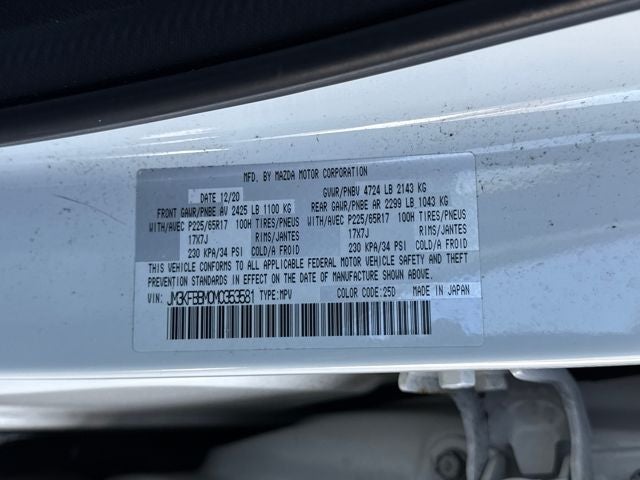 MFD. BY MAZDA MOTOR CORPORATION
DATE 12/20 GVWR/PNBV 4724 LB 2143 KG
FRONT GAWR/PNBE AV 2425 LB 1100 KG REAR GAWR/PNBE AR 2299 LB 1043 KG
WITH/AVEC P225/65R17 100H TIRES/PNEUS WITH/AVEC P225/65R17 100H TIRES/PNEUS
17X7J RIMS/JANTES 17X7J RIMS/JANTES
230 KPA/34 PSI COLD/A FROID 230 KPA/34 PSI COLD/A FROID
THIS VEHICLE CONFORMS TO ALL APPLICABLE FEDERAL MOTOR VEHICLE SAFETY, BUMPER, AND THEFT
PREVENTION STANDARDS IN EFFECT ON THE DATE OF MANUFACTURE SHOWN ABOVE.
VIN: JM3KFBBM0M0353581 TYPE:MPV COLOR CODE:25D MADE IN JAPAN